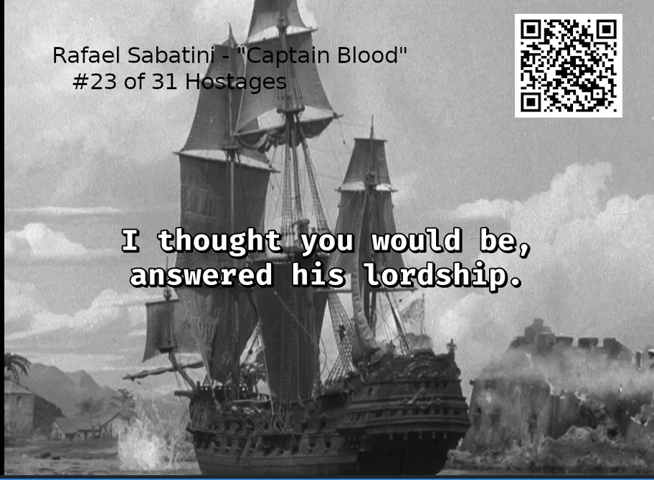 Rafael Sabatini - "Captain Blood"
#23 of 31 Hostages
I thought you would be,
answered his lordship.